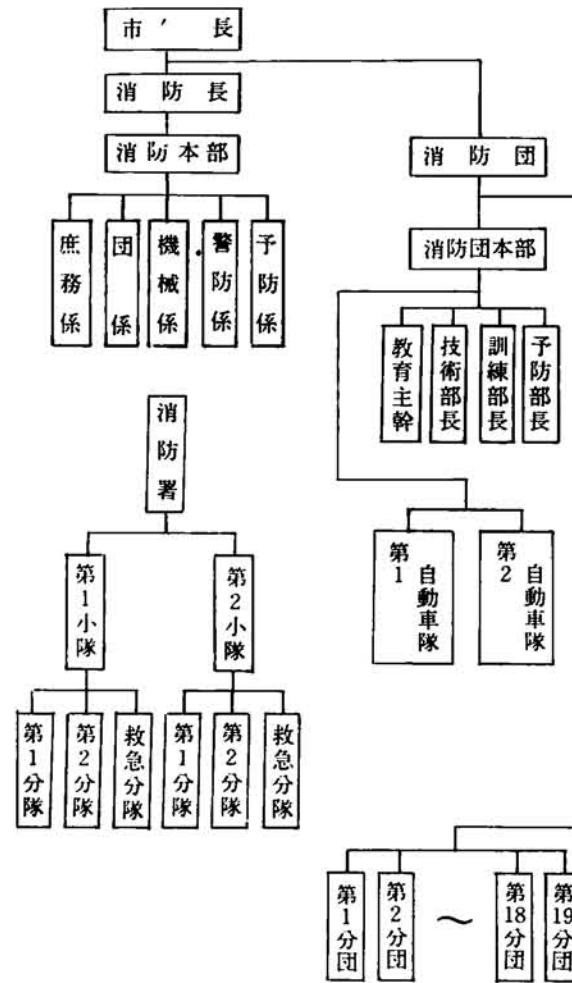 市長
消防長
消防本部
庶務係
団係
機械係
警防係
予防係
消防署
第1小隊
第2小隊
第1分隊
第2分隊
救急分隊
第1分隊
第2分隊
救急分隊
消防団
消防団本部
教育主幹
技術部長
訓練部長
予防部長
第1自動車隊
第2自動車隊
第1分団
第2分団
〜
第18分団
第19分団